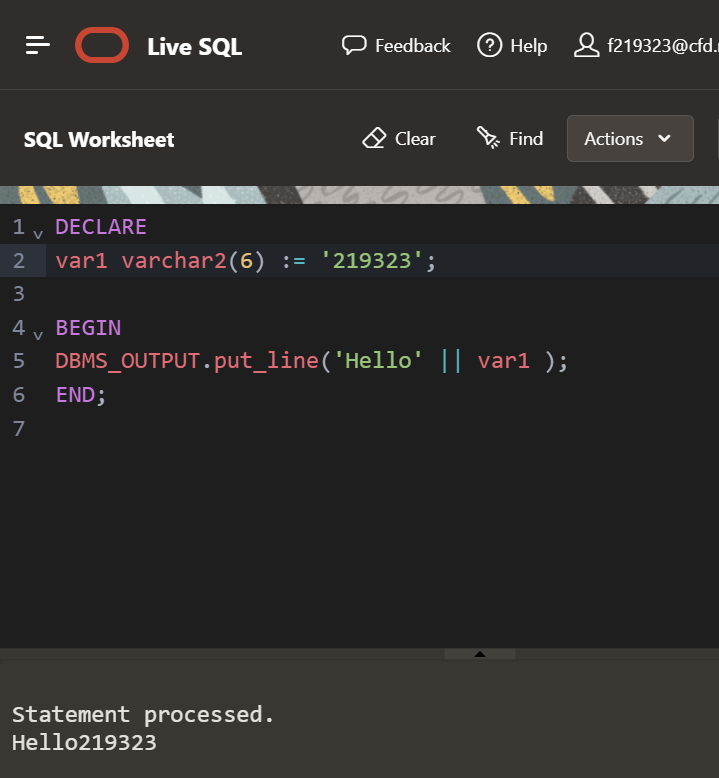 Live SQL Feedback Help f219323@cfd.
SQL Worksheet Clear Find Actions
1 DECLARE
2 var1 varchar2(6) := '219323';
3
4 BEGIN
5 DBMS_OUTPUT.put_line('Hello' || var1 );
6 END;
7
Statement processed.
Hello219323